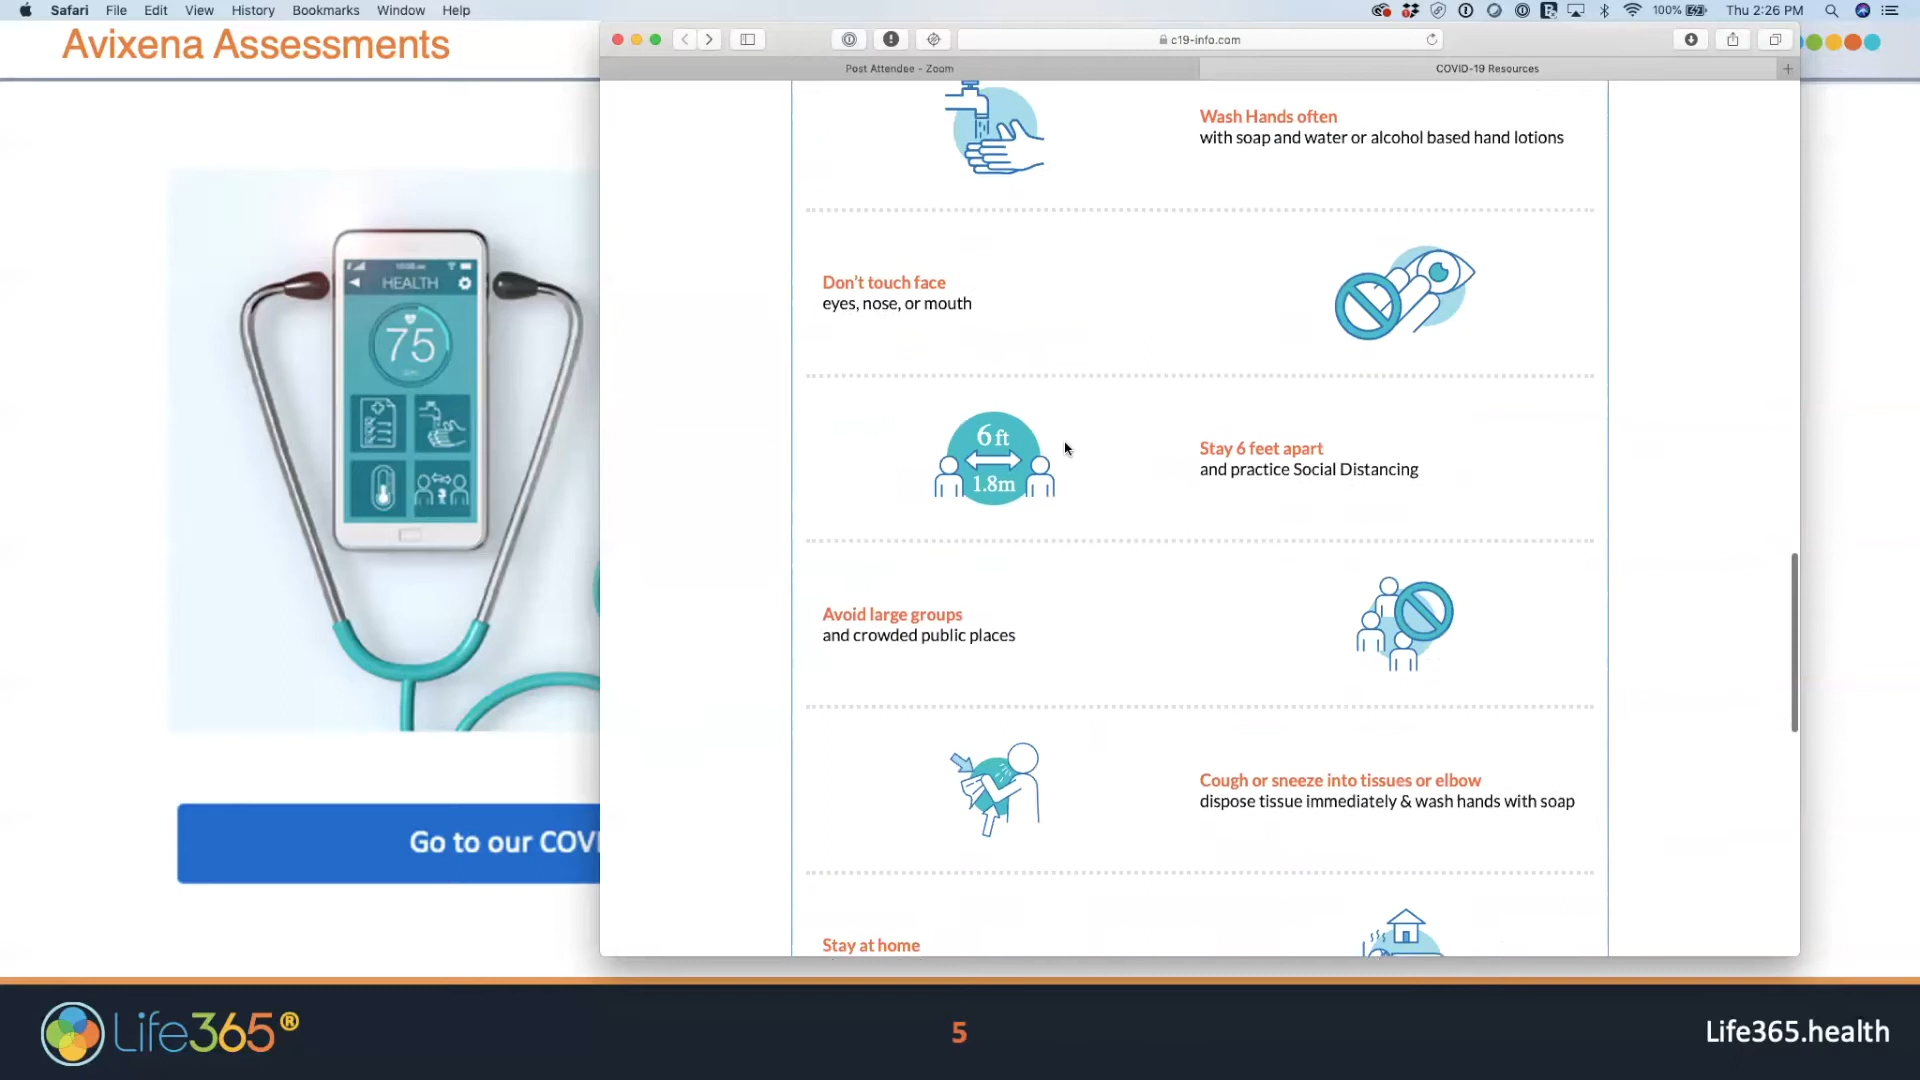 Safari File Edit View History Bookmarks Window Help
100% Thu 2:26 PM
Avixena Assessments
c19-info.com
Post Attendee - Zoom
COVID-19 Resources
Wash Hands often
with soap and water or alcohol based hand lotions
Don't touch face
eyes, nose, or mouth
HEALTH
75
6 ft
1.8m
Stay 6 feet apart
and practice Social Distancing
Avoid large groups
and crowded public places
Cough or sneeze into tissues or elbow
dispose tissue immediately & wash hands with soap
Go to our COVI
Stay at home
Life365®
5
Life365.health